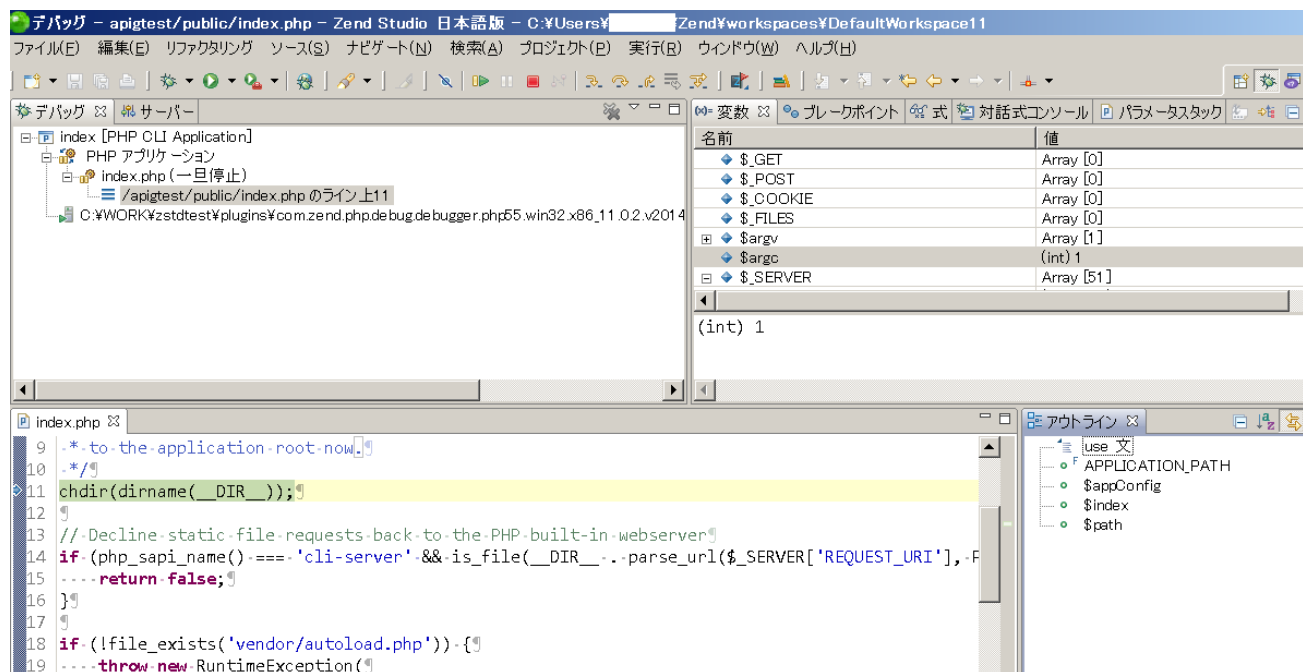 デバッグ - apigtest/public/index.php - Zend Studio 日本語版 - C:¥Users¥ Zend¥workspaces¥DefaultWorkspace11
ファイル(F) 編集(E) リファクタリング ソース(S) ナビゲート(N) 検索(A) プロジェクト(P) 実行(R) ウィンドウ(W) ヘルプ(H)
デバッグ サーバー
index [PHP CLI Application]
PHP アプリケーション
index.php (一旦停止)
/apigtest/public/index.php のライン 上11
C:¥WORK¥zstdtest¥plugins¥com.zend.php.debug.debugger.php55.win32.x86_11.0.2.v2014
(x)= 変数 ブレークポイント 式 対話式コンソール パラメータスタック
名前 値
$_GET Array [0]
$_POST Array [0]
$_COOKIE Array [0]
$_FILES Array [0]
$argv Array [1]
$argc (int) 1
$_SERVER Array [51]
(int) 1
index.php
9 * to the application root now.
10 */
11 chdir(dirname(__DIR__));
12
13 // Decline static file requests back to the PHP built-in webserver
14 if (php_sapi_name() === 'cli-server' && is_file(__DIR__ . parse_url($_SERVER['REQUEST_URI'], P
15 return false;
16 }
17
18 if (!file_exists('vendor/autoload.php')) {
19 throw new RuntimeException(
アウトライン
use 文
APPLICATION_PATH
$appConfig
$index
$path